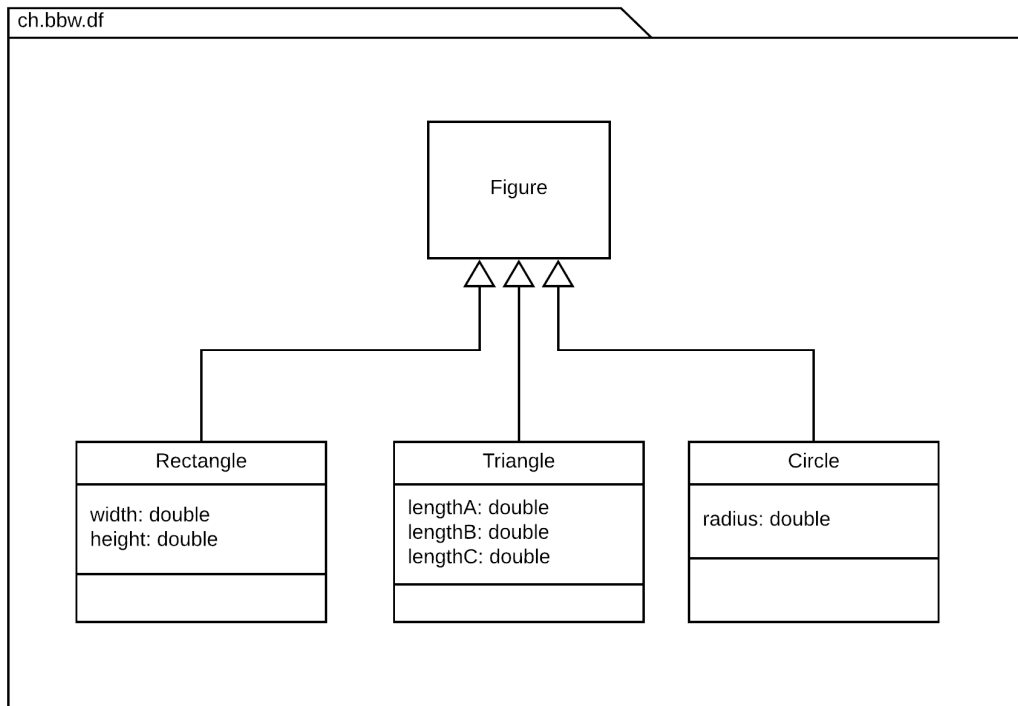 ch.bbw.df
Figure
Rectangle
width: double
height: double
Triangle
lengthA: double
lengthB: double
lengthC: double
Circle
radius: double